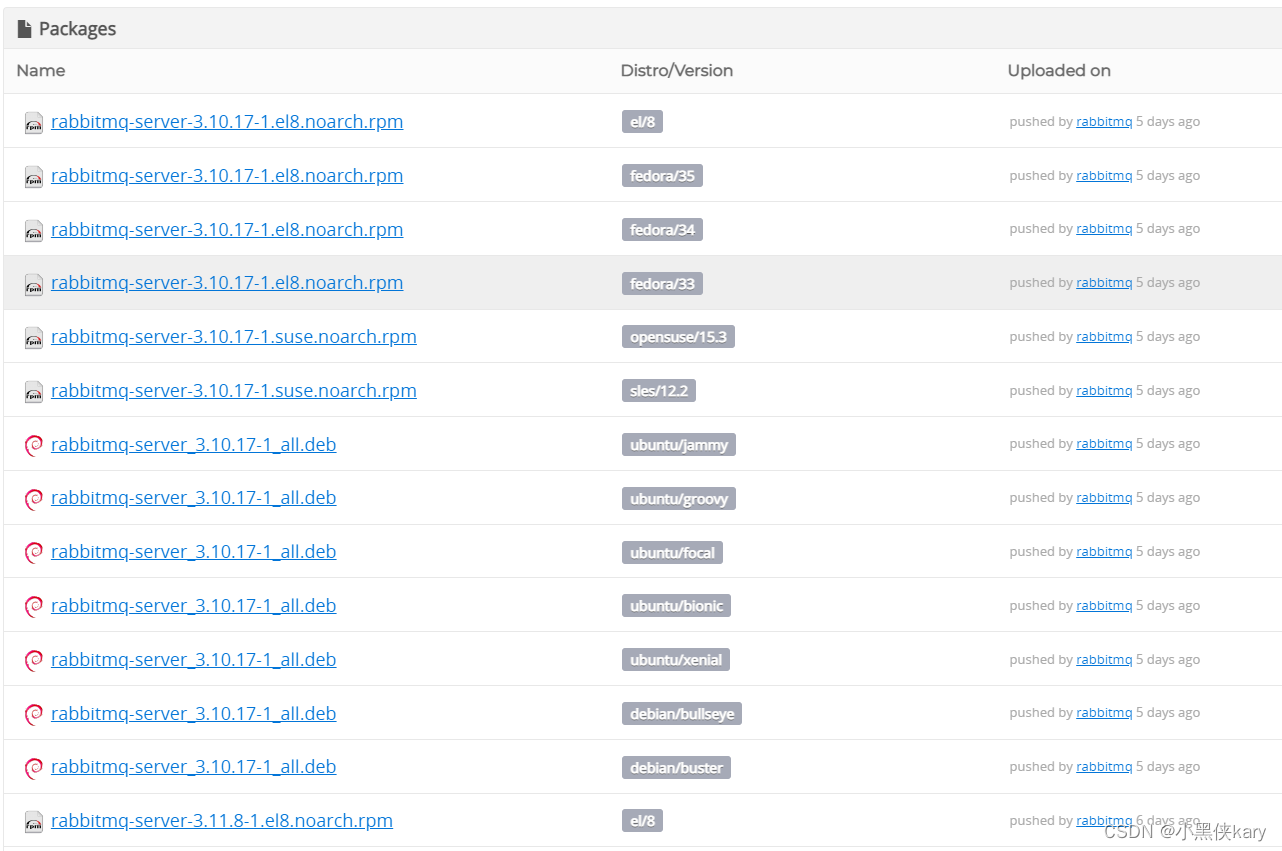 Packages
Name Distro/Version Uploaded on
rpm rabbitmq-server-3.10.17-1.el8.noarch.rpm el/8 pushed by rabbitmq 5 days ago
rpm rabbitmq-server-3.10.17-1.el8.noarch.rpm fedora/35 pushed by rabbitmq 5 days ago
rpm rabbitmq-server-3.10.17-1.el8.noarch.rpm fedora/34 pushed by rabbitmq 5 days ago
rpm rabbitmq-server-3.10.17-1.el8.noarch.rpm fedora/33 pushed by rabbitmq 5 days ago
rpm rabbitmq-server-3.10.17-1.suse.noarch.rpm opensuse/15.3 pushed by rabbitmq 5 days ago
rpm rabbitmq-server-3.10.17-1.suse.noarch.rpm sles/12.2 pushed by rabbitmq 5 days ago
rabbitmq-server_3.10.17-1_all.deb ubuntu/jammy pushed by rabbitmq 5 days ago
rabbitmq-server_3.10.17-1_all.deb ubuntu/groovy pushed by rabbitmq 5 days ago
rabbitmq-server_3.10.17-1_all.deb ubuntu/focal pushed by rabbitmq 5 days ago
rabbitmq-server_3.10.17-1_all.deb ubuntu/bionic pushed by rabbitmq 5 days ago
rabbitmq-server_3.10.17-1_all.deb ubuntu/xenial pushed by rabbitmq 5 days ago
rabbitmq-server_3.10.17-1_all.deb debian/bullseye pushed by rabbitmq 5 days ago
rabbitmq-server_3.10.17-1_all.deb debian/buster pushed by rabbitmq 5 days ago
rpm rabbitmq-server-3.11.8-1.el8.noarch.rpm el/8 pushed by rabbitmq 6 days ago
CSDN @小黑侠kary